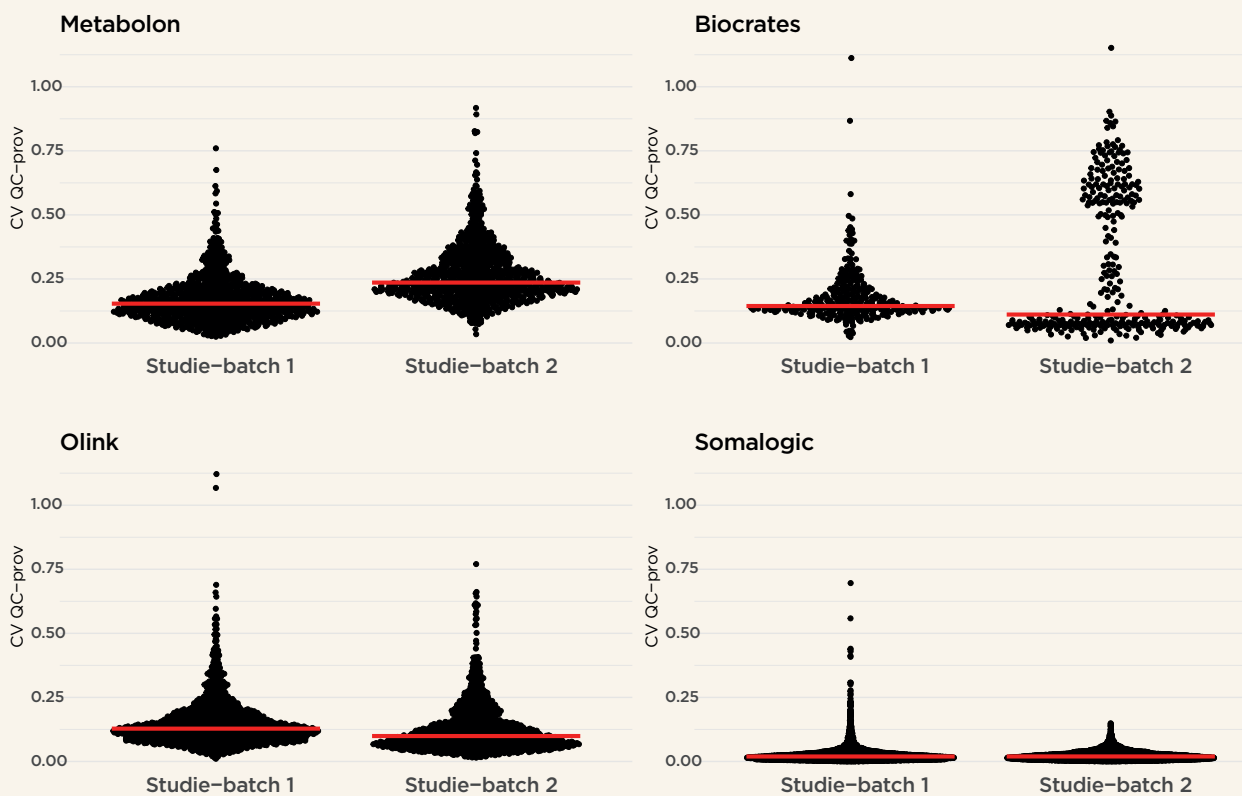 Metabolon
CV QC−prov
1.00
0.75
0.50
0.25
0.00
Studie−batch 1
Studie−batch 2
Biocrates
CV QC−prov
1.00
0.75
0.50
0.25
0.00
Studie−batch 1
Studie−batch 2
Olink
CV QC−prov
1.00
0.75
0.50
0.25
0.00
Studie−batch 1
Studie−batch 2
Somalogic
CV QC−prov
1.00
0.75
0.50
0.25
0.00
Studie−batch 1
Studie−batch 2